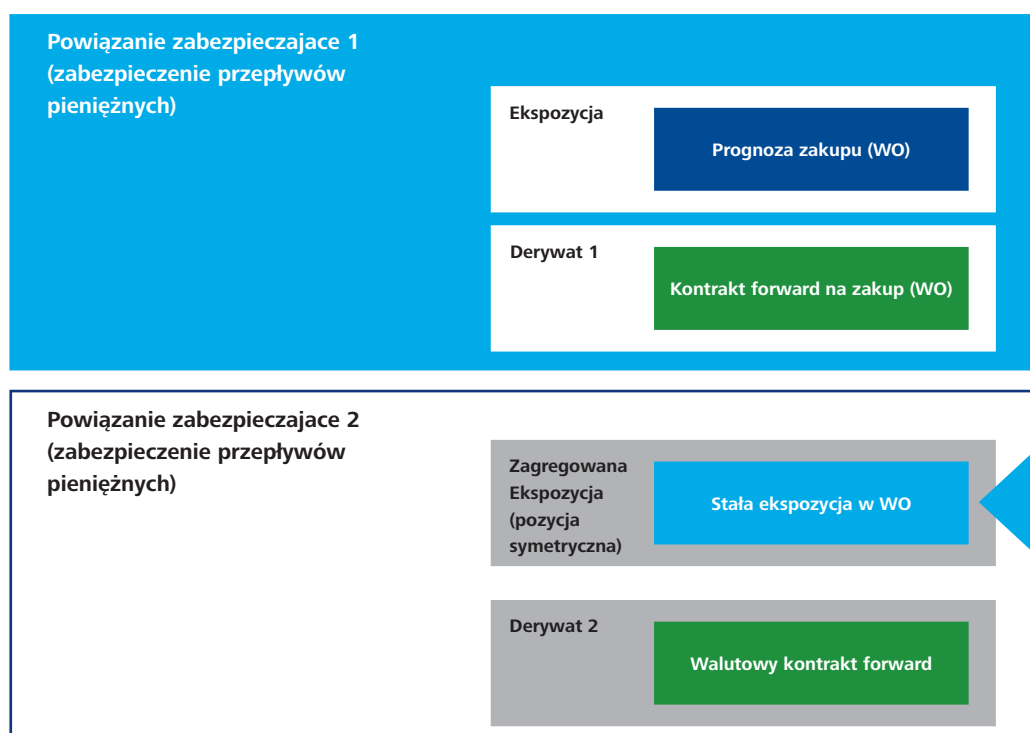 Powiązanie zabezpieczajace 1
(zabezpieczenie przepływów
pieniężnych)
Ekspozycja
Prognoza zakupu (WO)
Derywat 1
Kontrakt forward na zakup (WO)
Powiązanie zabezpieczajace 2
(zabezpieczenie przepływów
pieniężnych)
Zagregowana
Ekspozycja
(pozycja
symetryczna)
Stała ekspozycja w WO
Derywat 2
Walutowy kontrakt forward